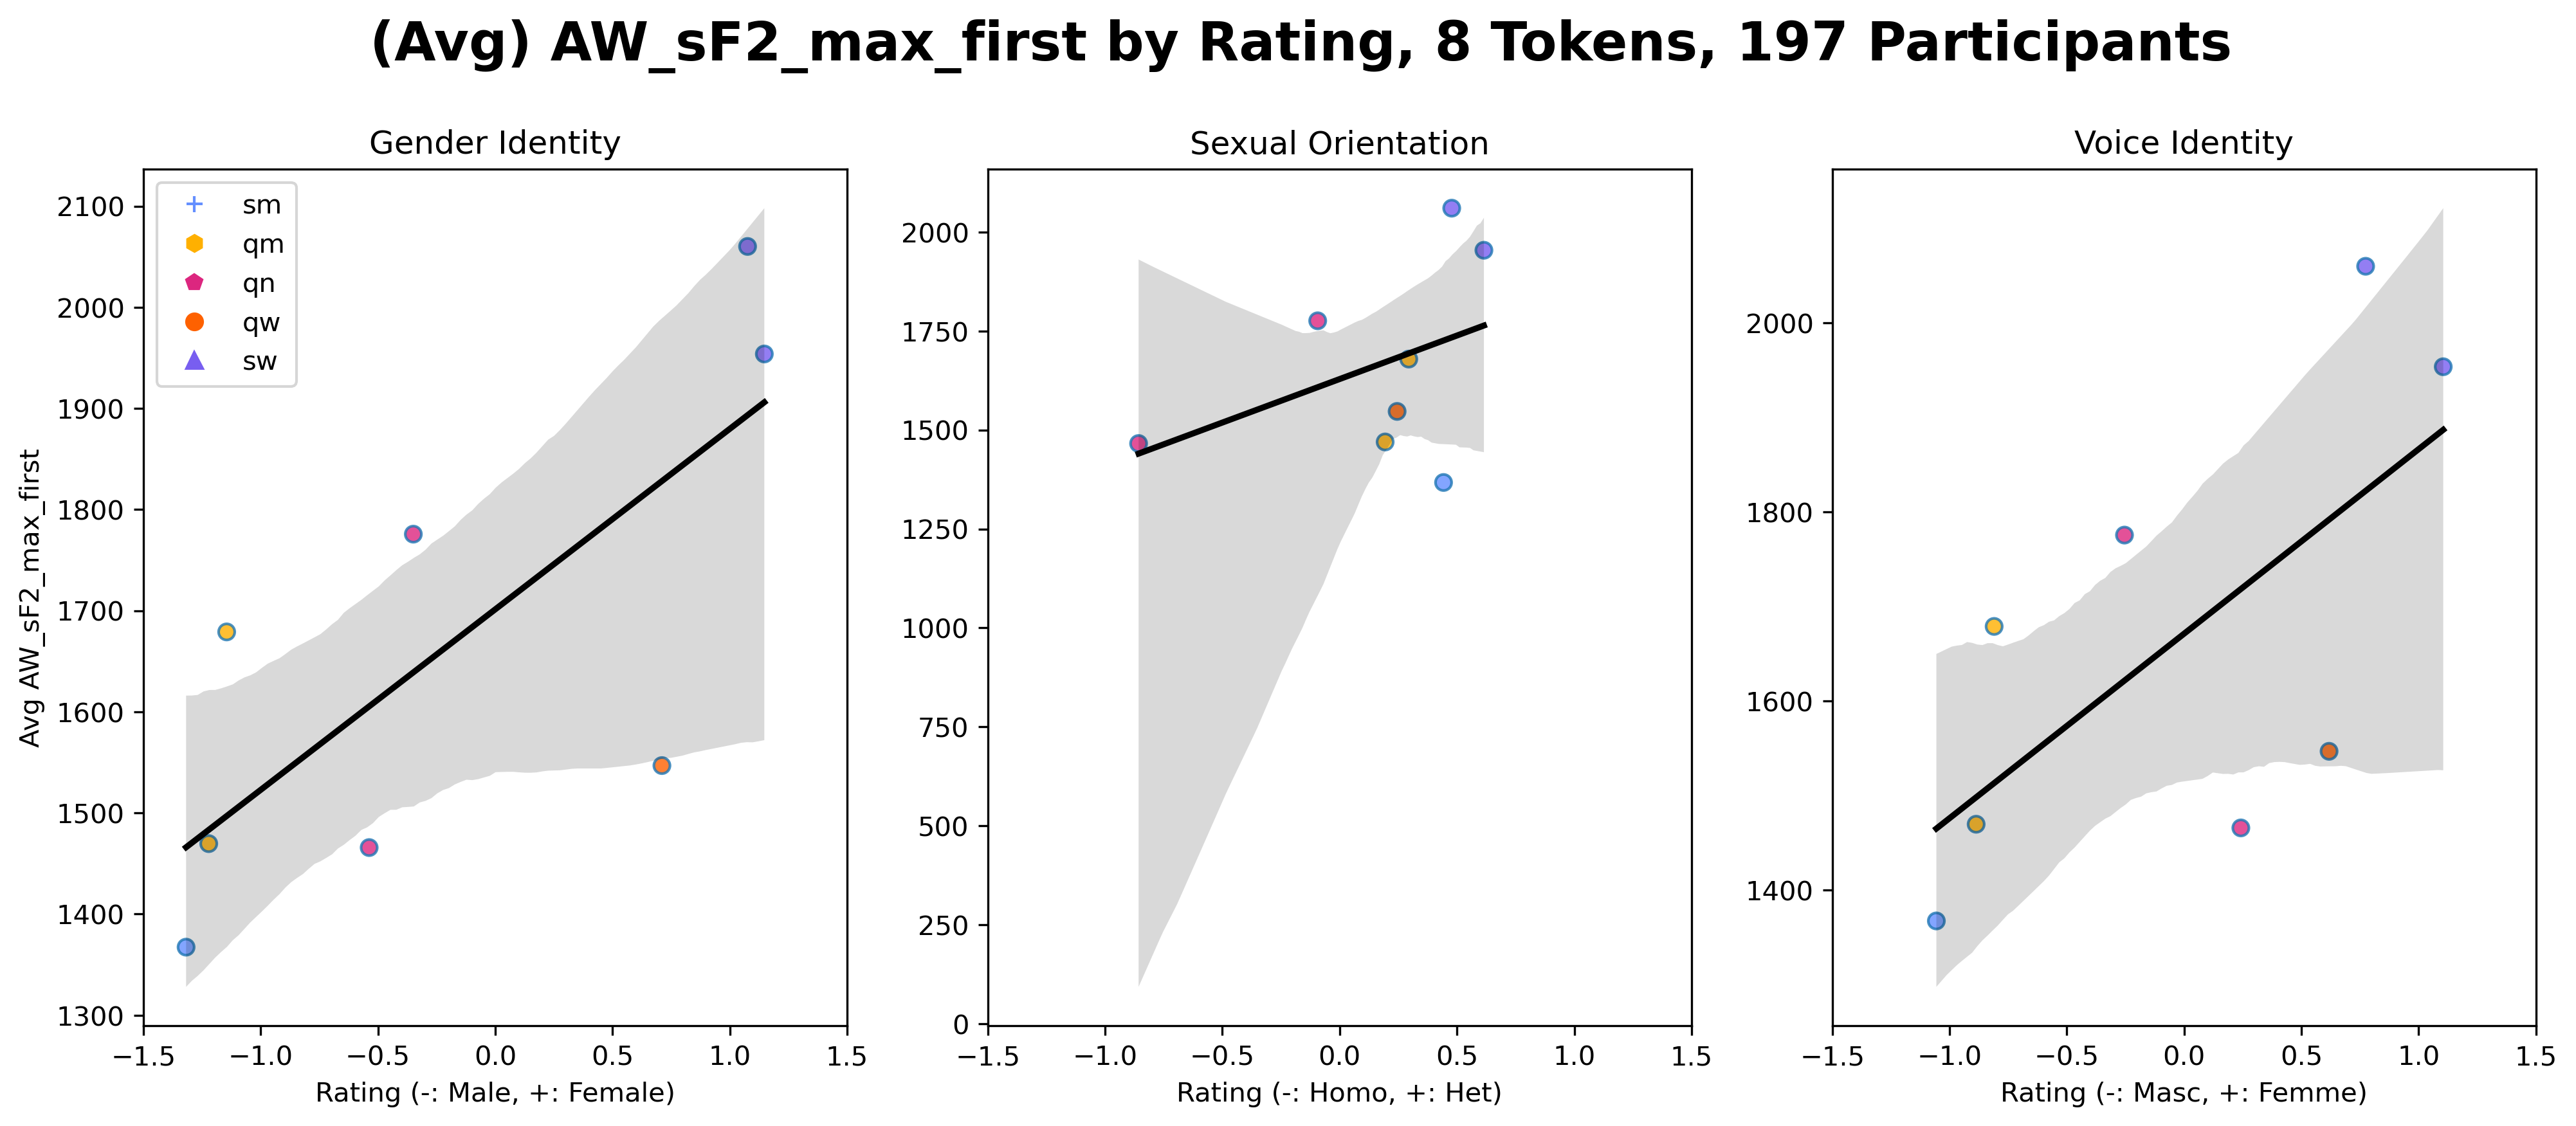 (Avg) AW_sF2_max_first by Rating, 8 Tokens, 197 Participants
Gender Identity
Avg AW_sF2_max_first
2100
2000
1900
1800
1700
1600
1500
1400
1300
sm
qm
qn
qw
sw
−1.5 −1.0 −0.5 0.0 0.5 1.0 1.5
Rating (-: Male, +: Female)
Sexual Orientation
2000
1750
1500
1250
1000
750
500
250
0
−1.5 −1.0 −0.5 0.0 0.5 1.0 1.5
Rating (-: Homo, +: Het)
Voice Identity
2000
1800
1600
1400
−1.5 −1.0 −0.5 0.0 0.5 1.0 1.5
Rating (-: Masc, +: Femme)